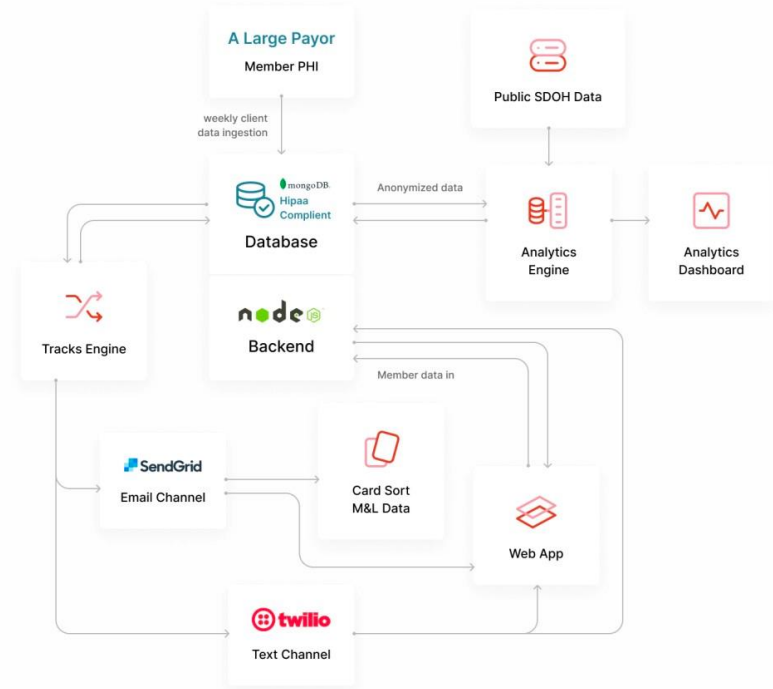 A Large Payor
Member PHI
Public SDOH Data
weekly client
data ingestion
mongoDB.
Hipaa
Complient
Database
Anonymized data
Analytics
Engine
Analytics
Dashboard
Tracks Engine
node
JS
Backend
Member data in
SendGrid
Email Channel
Card Sort
M&L Data
Web App
twilio
Text Channel